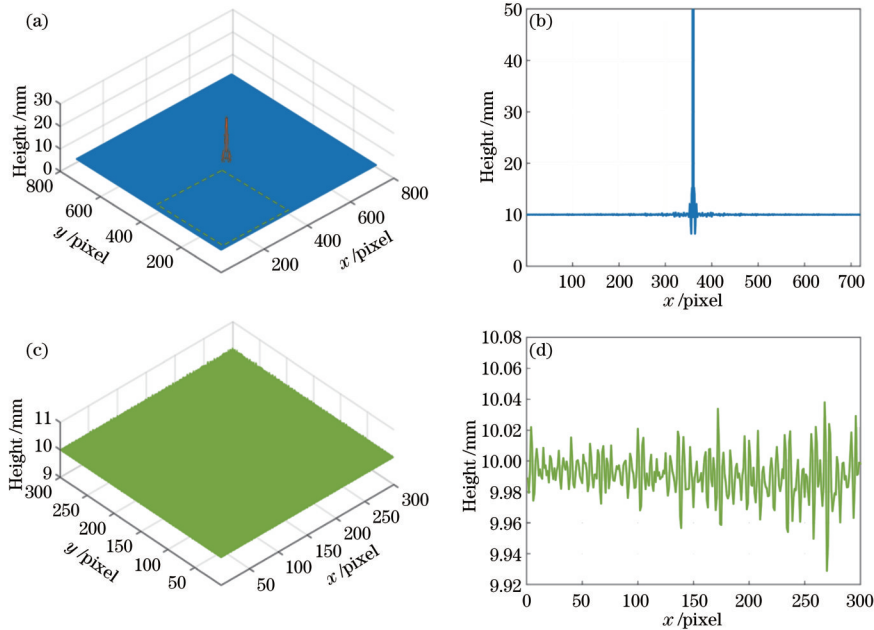 (a)
Height /mm
30
20
10
0
800
600
400
200
y /pixel
200
400
600
800
x /pixel
(b)
Height /mm
50
40
30
20
10
0
100 200 300 400 500 600 700
x /pixel
(c)
Height /mm
11
10
9
300
250
200
150
100
50
y /pixel
50
100
150
200
250
300
x /pixel
(d)
Height /mm
10.08
10.06
10.04
10.02
10.00
9.98
9.96
9.94
9.92
0 50 100 150 200 250 300
x /pixel